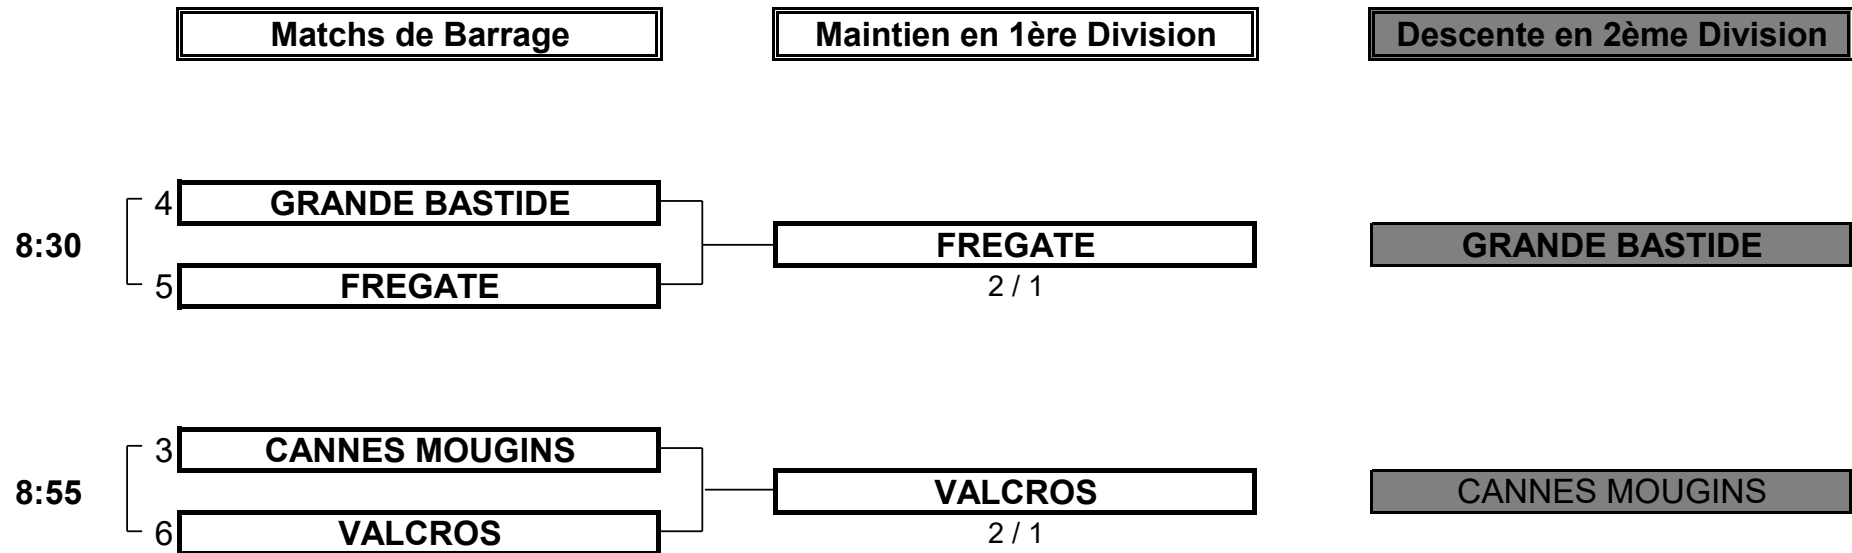 Matchs de Barrage Maintien en 1ère Division Descente en 2ème Division
4 GRANDE BASTIDE
8:30 FREGATE GRANDE BASTIDE
5 FREGATE 2 / 1
3 CANNES MOUGINS
8:55 VALCROS CANNES MOUGINS
6 VALCROS 2 / 1